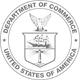 DEPARTMENT OF COMMERCE
UNITED STATES OF AMERICA